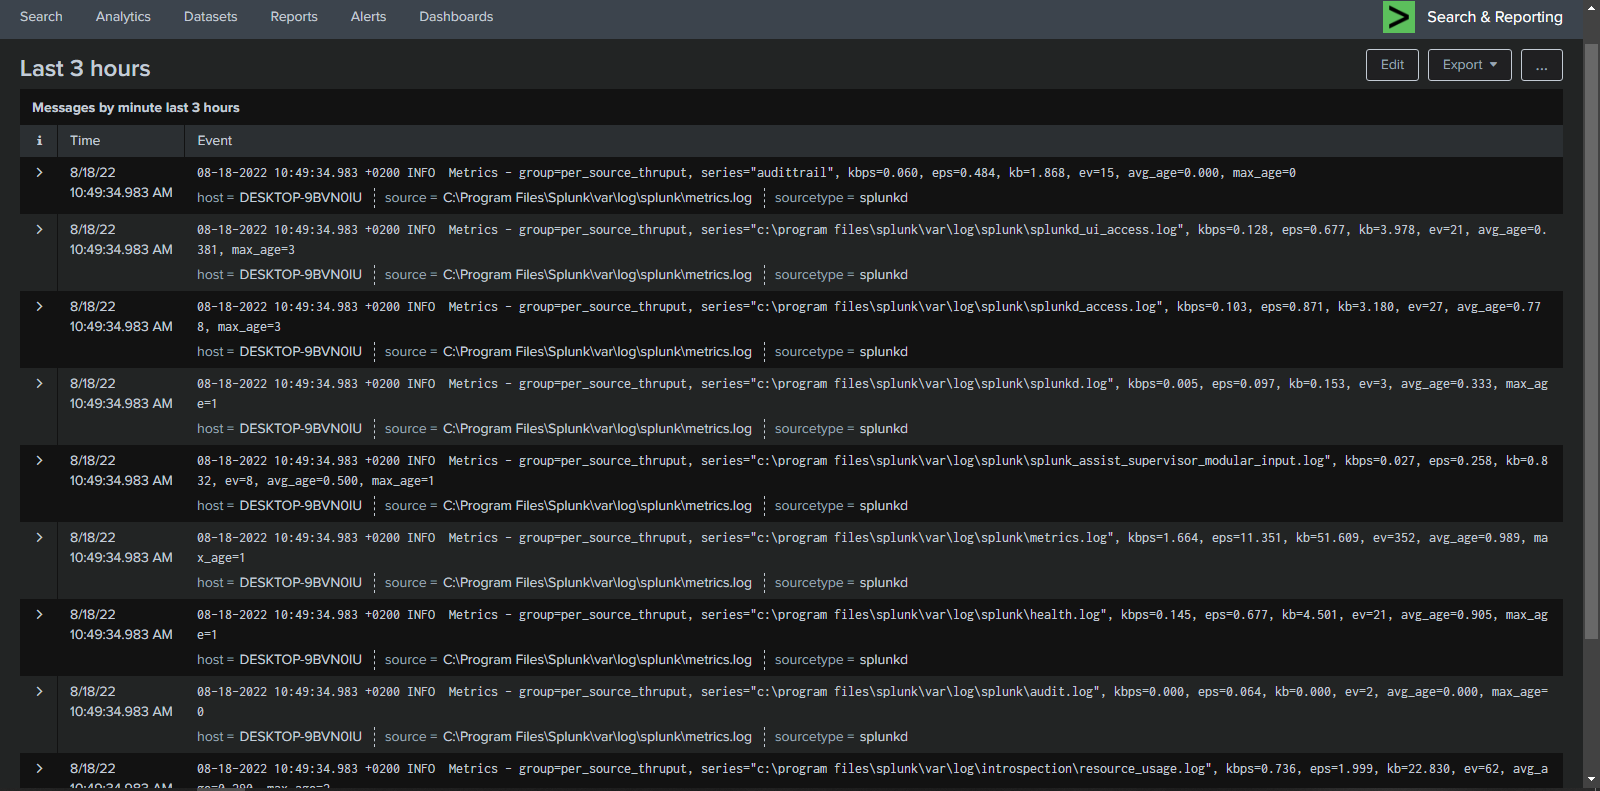 Search Analytics Datasets Reports Alerts Dashboards > Search & Reporting
Last 3 hours Edit Export ...
Messages by minute last 3 hours
i Time Event
> 8/18/22 08-18-2022 10:49:34.983 +0200 INFO Metrics - group=per_source_thruput, series="audittrail", kbps=0.060, eps=0.484, kb=1.868, ev=15, avg_age=0.000, max_age=0
10:49:34.983 AM host = DESKTOP-9BVN0IU source = C:\Program Files\Splunk\var\log\splunk\metrics.log sourcetype = splunkd
> 8/18/22 08-18-2022 10:49:34.983 +0200 INFO Metrics - group=per_source_thruput, series="c:\program files\splunk\var\log\splunk\splunkd_ui_access.log", kbps=0.128, eps=0.677, kb=3.978, ev=21, avg_age=0.
10:49:34.983 AM 381, max_age=3
host = DESKTOP-9BVN0IU source = C:\Program Files\Splunk\var\log\splunk\metrics.log sourcetype = splunkd
> 8/18/22 08-18-2022 10:49:34.983 +0200 INFO Metrics - group=per_source_thruput, series="c:\program files\splunk\var\log\splunk\splunkd_access.log", kbps=0.103, eps=0.871, kb=3.180, ev=27, avg_age=0.77
10:49:34.983 AM 8, max_age=3
host = DESKTOP-9BVN0IU source = C:\Program Files\Splunk\var\log\splunk\metrics.log sourcetype = splunkd
> 8/18/22 08-18-2022 10:49:34.983 +0200 INFO Metrics - group=per_source_thruput, series="c:\program files\splunk\var\log\splunk\splunkd.log", kbps=0.005, eps=0.097, kb=0.153, ev=3, avg_age=0.333, max_ag
10:49:34.983 AM e=1
host = DESKTOP-9BVN0IU source = C:\Program Files\Splunk\var\log\splunk\metrics.log sourcetype = splunkd
> 8/18/22 08-18-2022 10:49:34.983 +0200 INFO Metrics - group=per_source_thruput, series="c:\program files\splunk\var\log\splunk\splunk_assist_supervisor_modular_input.log", kbps=0.027, eps=0.258, kb=0.8
10:49:34.983 AM 32, ev=8, avg_age=0.500, max_age=1
host = DESKTOP-9BVN0IU source = C:\Program Files\Splunk\var\log\splunk\metrics.log sourcetype = splunkd
> 8/18/22 08-18-2022 10:49:34.983 +0200 INFO Metrics - group=per_source_thruput, series="c:\program files\splunk\var\log\splunk\metrics.log", kbps=1.664, eps=11.351, kb=51.609, ev=352, avg_age=0.989, ma
10:49:34.983 AM x_age=1
host = DESKTOP-9BVN0IU source = C:\Program Files\Splunk\var\log\splunk\metrics.log sourcetype = splunkd
> 8/18/22 08-18-2022 10:49:34.983 +0200 INFO Metrics - group=per_source_thruput, series="c:\program files\splunk\var\log\splunk\health.log", kbps=0.145, eps=0.677, kb=4.501, ev=21, avg_age=0.905, max_ag
10:49:34.983 AM e=1
host = DESKTOP-9BVN0IU source = C:\Program Files\Splunk\var\log\splunk\metrics.log sourcetype = splunkd
> 8/18/22 08-18-2022 10:49:34.983 +0200 INFO Metrics - group=per_source_thruput, series="c:\program files\splunk\var\log\splunk\audit.log", kbps=0.000, eps=0.064, kb=0.000, ev=2, avg_age=0.000, max_age=
10:49:34.983 AM 0
host = DESKTOP-9BVN0IU source = C:\Program Files\Splunk\var\log\splunk\metrics.log sourcetype = splunkd
> 8/18/22 08-18-2022 10:49:34.983 +0200 INFO Metrics - group=per_source_thruput, series="c:\program files\splunk\var\log\introspection\resource_usage.log", kbps=0.736, eps=1.999, kb=22.830, ev=62, avg_a
10:49:34.983 AM